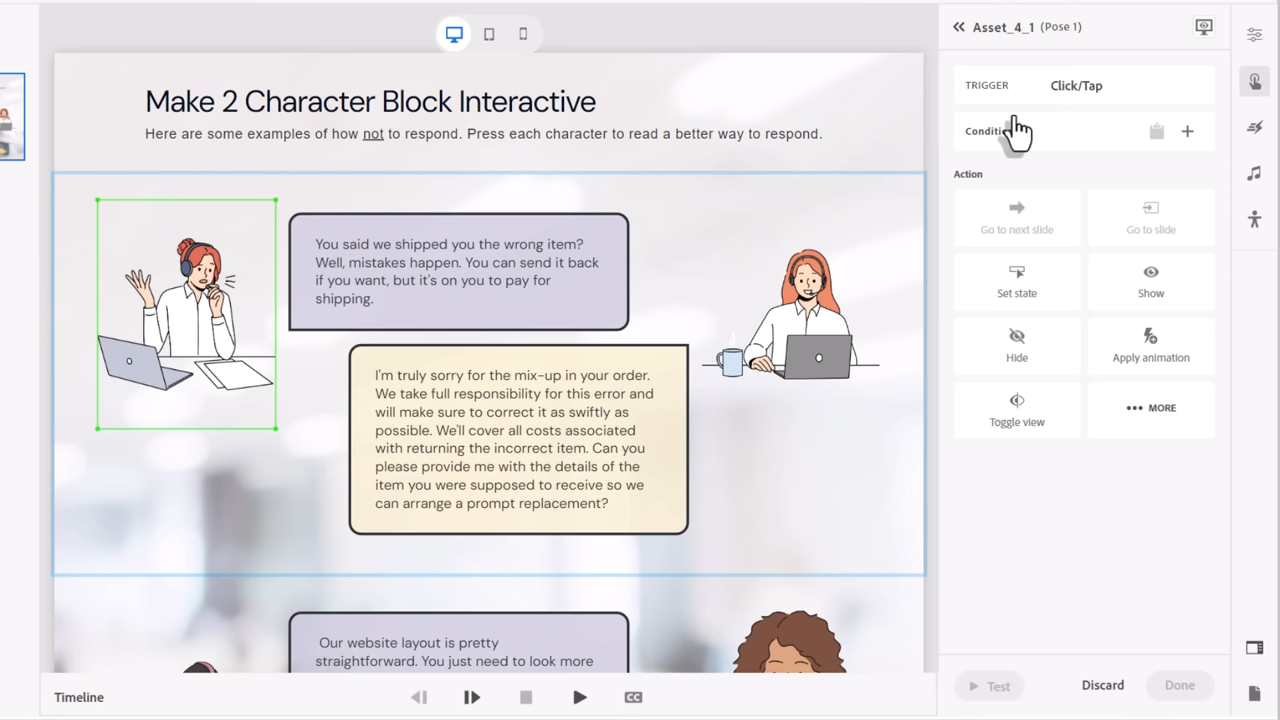 Asset_4_1 (Pose 1)
TRIGGER Click/Tap
Conditi
Action
Go to next slide
Go to slide
Set state
Show
Hide
Apply animation
Toggle view
MORE
Test
Discard
Done
Make 2 Character Block Interactive
Here are some examples of how not to respond. Press each character to read a better way to respond.
You said we shipped you the wrong item?
Well, mistakes happen. You can send it back
if you want, but it's on you to pay for
shipping.
I'm truly sorry for the mix-up in your order.
We take full responsibility for this error and
will make sure to correct it as swiftly as
possible. We'll cover all costs associated
with returning the incorrect item. Can you
please provide me with the details of the
item you were supposed to receive so we
can arrange a prompt replacement?
Our website layout is pretty
straightforward. You just need to look more
Timeline
CC